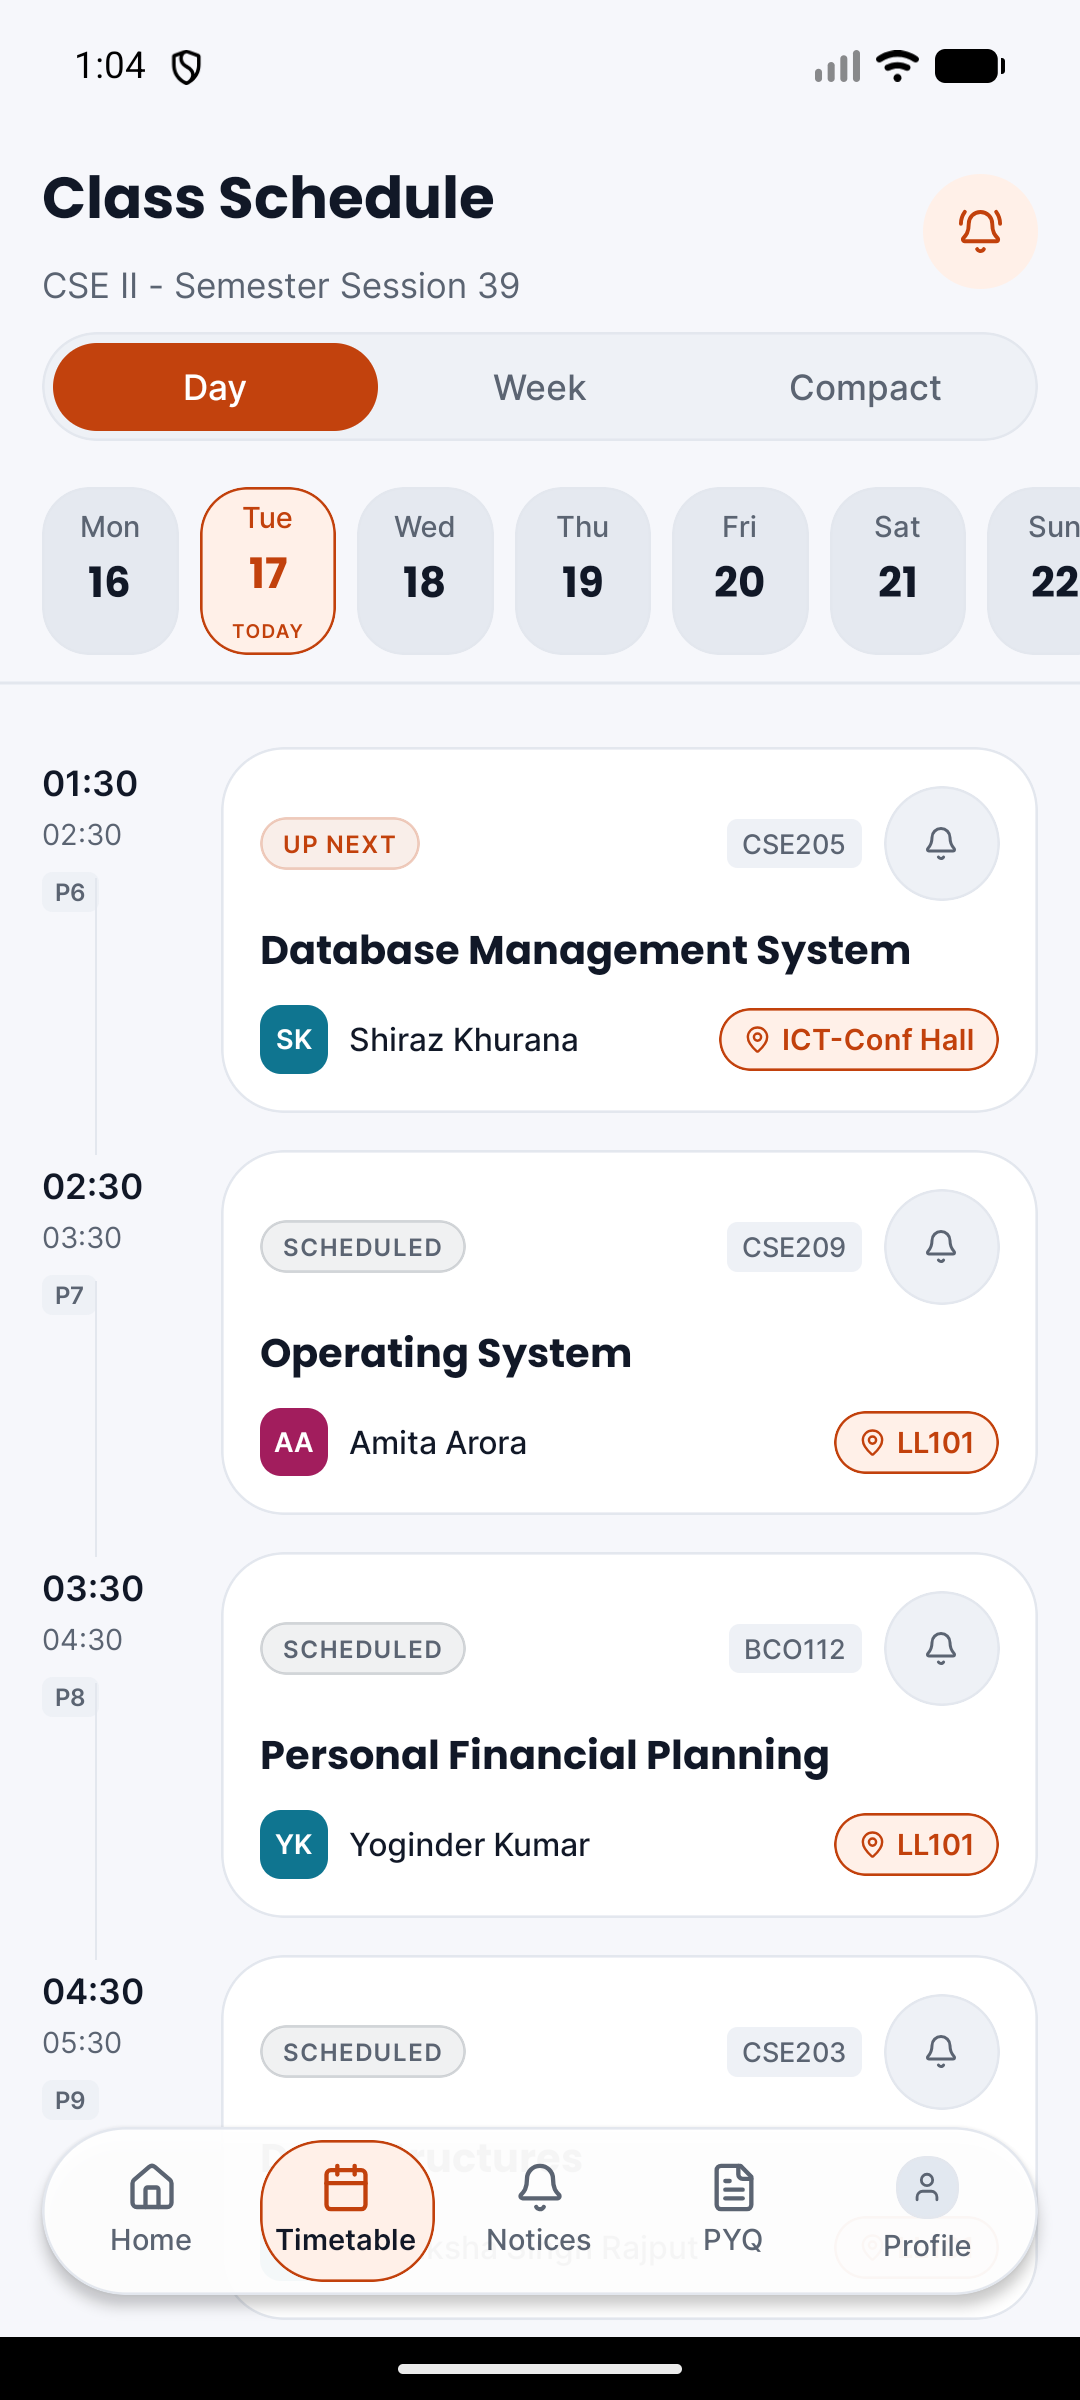 1:04
Class Schedule
CSE II - Semester Session 39
Day Week Compact
Mon Tue Wed Thu Fri Sat Sun
16 17 18 19 20 21 22
TODAY
01:30
02:30
P6
UP NEXT CSE205
Database Management System
SK Shiraz Khurana ICT-Conf Hall
02:30
03:30
P7
SCHEDULED CSE209
Operating System
AA Amita Arora LL101
03:30
04:30
P8
SCHEDULED BCO112
Personal Financial Planning
YK Yoginder Kumar LL101
04:30
05:30
P9
SCHEDULED CSE203
Singh Rajput
Home Timetable Notices PYQ Profile